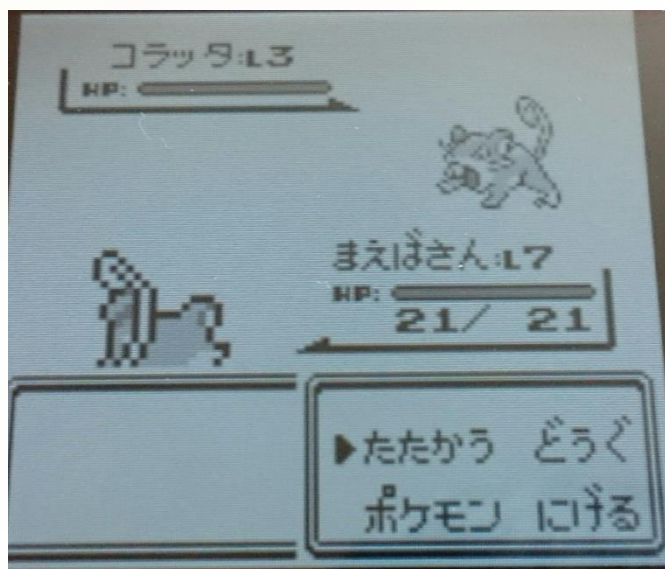 コラッタ:L3
HP:
まえばさん:L7
HP:
21/ 21
▶たたかう どうぐ
ポケモン にげる